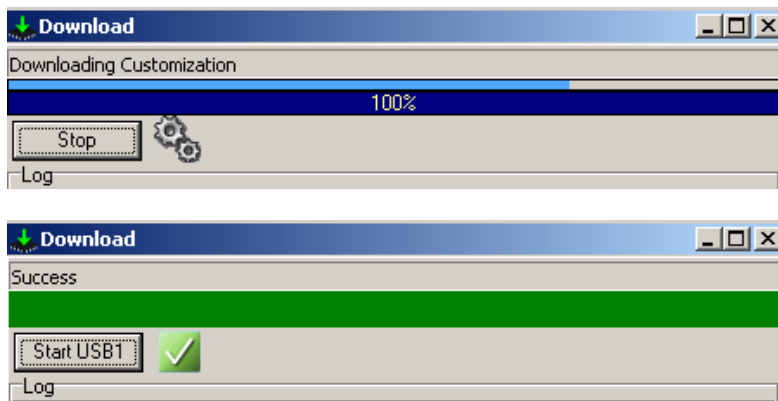 Download
Downloading Customization
100%
Stop
Log
Download
Success
Start USB1
Log